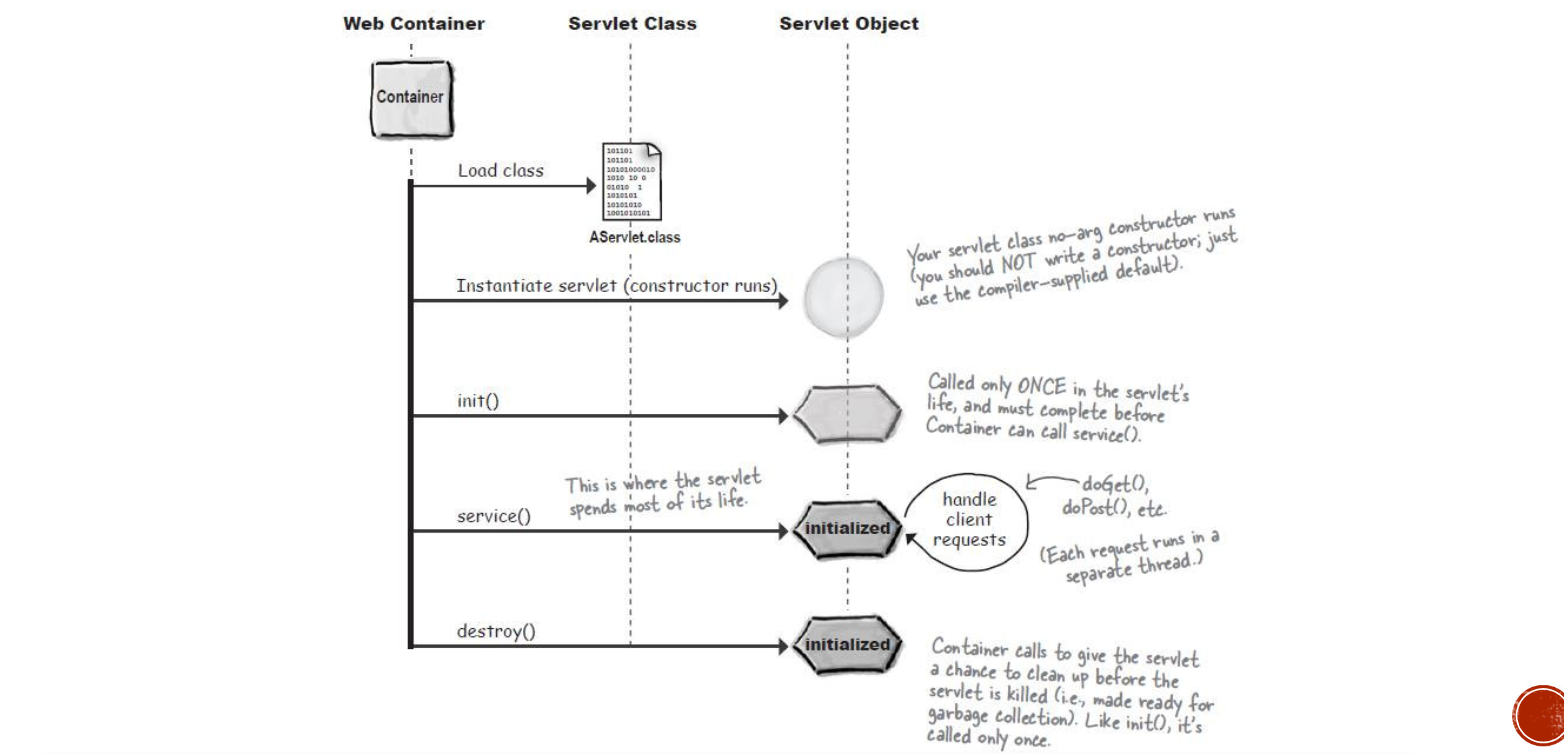 Web Container
Servlet Class
Servlet Object
Container
Load class
101101
101101
10101000010
1010 10 0
01010 1
1010101
10101010
1001010101
AServlet.class
Instantiate servlet (constructor runs)
Your servlet class no-arg constructor runs
(you should NOT write a constructor; just
use the compiler-supplied default).
init()
Called only ONCE in the servlet's
life, and must complete before
Container can call service().
This is where the servlet
spends most of its life.
service()
initialized
handle
client
requests
doGet(),
doPost(), etc.
(Each request runs in a
separate thread.)
destroy()
initialized
Container calls to give the servlet
a chance to clean up before the
servlet is killed (i.e., made ready for
garbage collection). Like init(), it's
called only once.